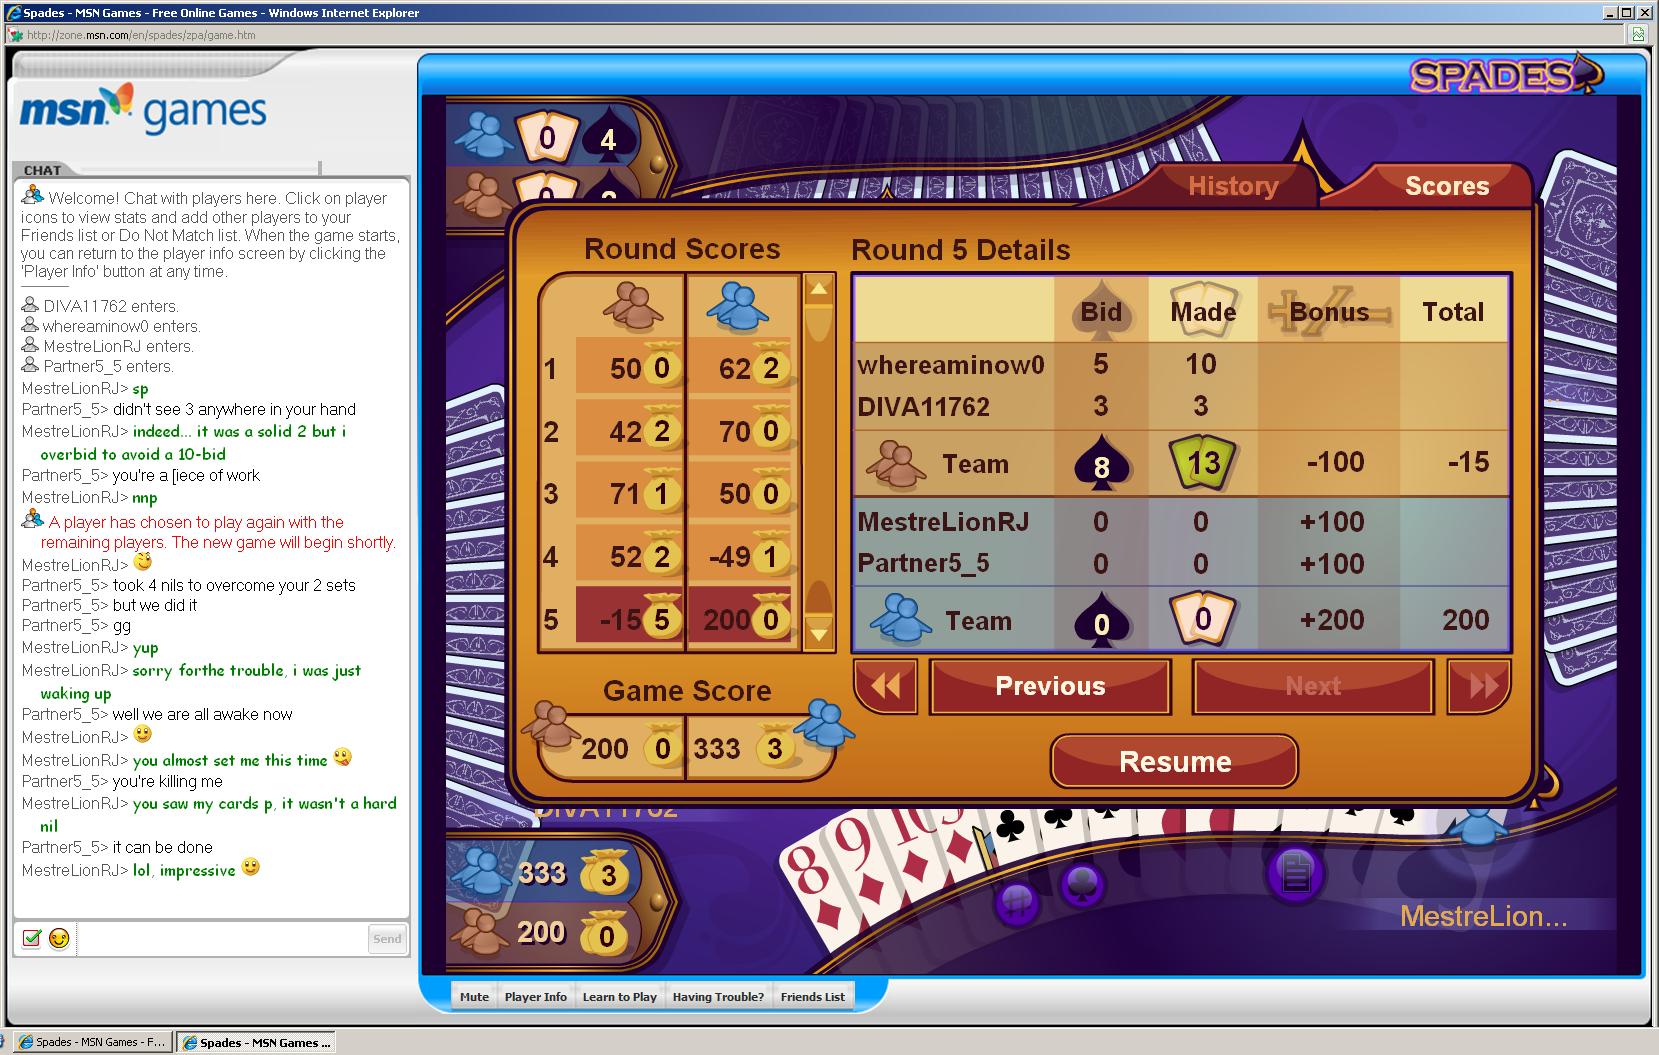 Spades - MSN Games - Free Online Games - Windows Internet Explorer
http://zone.msn.com/en/spades/zpa/game.htm
msn games
CHAT
Welcome! Chat with players here. Click on player
icons to view stats and add other players to your
Friends list or Do Not Match list. When the game starts,
you can return to the player info screen by clicking the
'Player Info' button at any time.
DIVA11762 enters.
whereaminow0 enters.
MestreLionRJ enters.
Partner5_5 enters.
MestreLionRJ> sp
Partner5_5> didn't see 3 anywhere in your hand
MestreLionRJ> indeed... it was a solid 2 but i
overbid to avoid a 10-bid
Partner5_5> you're a [iece of work
MestreLionRJ> nnp
A player has chosen to play again with the
remaining players. The new game will begin shortly.
MestreLionRJ>
Partner5_5> took 4 nils to overcome your 2 sets
Partner5_5> but we did it
Partner5_5> gg
MestreLionRJ> yup
MestreLionRJ> sorry forthe trouble, i was just
waking up
Partner5_5> well we are all awake now
MestreLionRJ>
MestreLionRJ> you almost set me this time
Partner5_5> you're killing me
MestreLionRJ> you saw my cards p, it wasn't a hard
nil
Partner5_5> it can be done
MestreLionRJ> lol, impressive
Send
SPADES
0 4
History Scores
Round Scores
1 50 0 62 2
2 42 2 70 0
3 71 1 50 0
4 52 2 -49 1
5 -15 5 200 0
Game Score
200 0 333 3
Round 5 Details
Bid Made Bonus Total
whereaminow0 5 10
DIVA11762 3 3
Team 8 13 -100 -15
MestreLionRJ 0 0 +100
Partner5_5 0 0 +100
Team 0 0 +200 200
Previous Next
Resume
DIVA11762
333 3
200 0
8 9 10
MestreLion...
Mute Player Info Learn to Play Having Trouble? Friends List
Spades - MSN Games - F... Spades - MSN Games ...